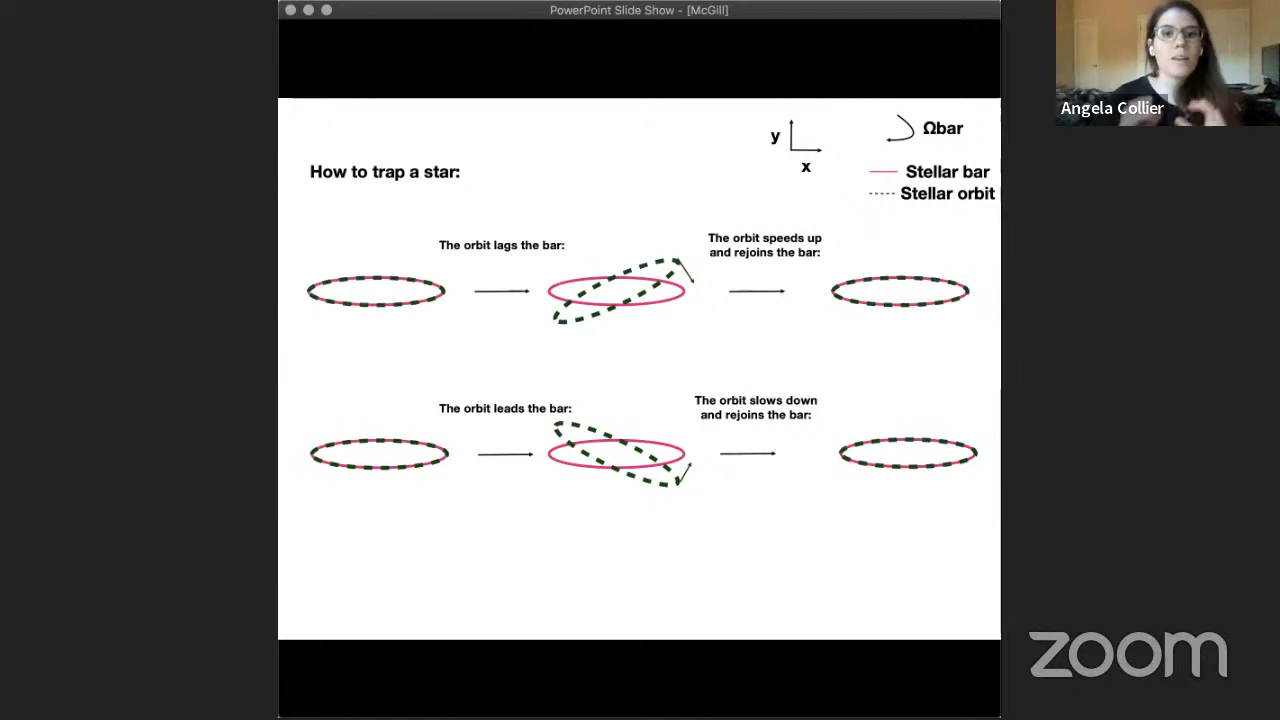 PowerPoint Slide Show - [McGill]
Angela Collier
y
x
Ωbar
How to trap a star:
Stellar bar
Stellar orbit
The orbit lags the bar:
The orbit speeds up
and rejoins the bar:
The orbit leads the bar:
The orbit slows down
and rejoins the bar:
zoom